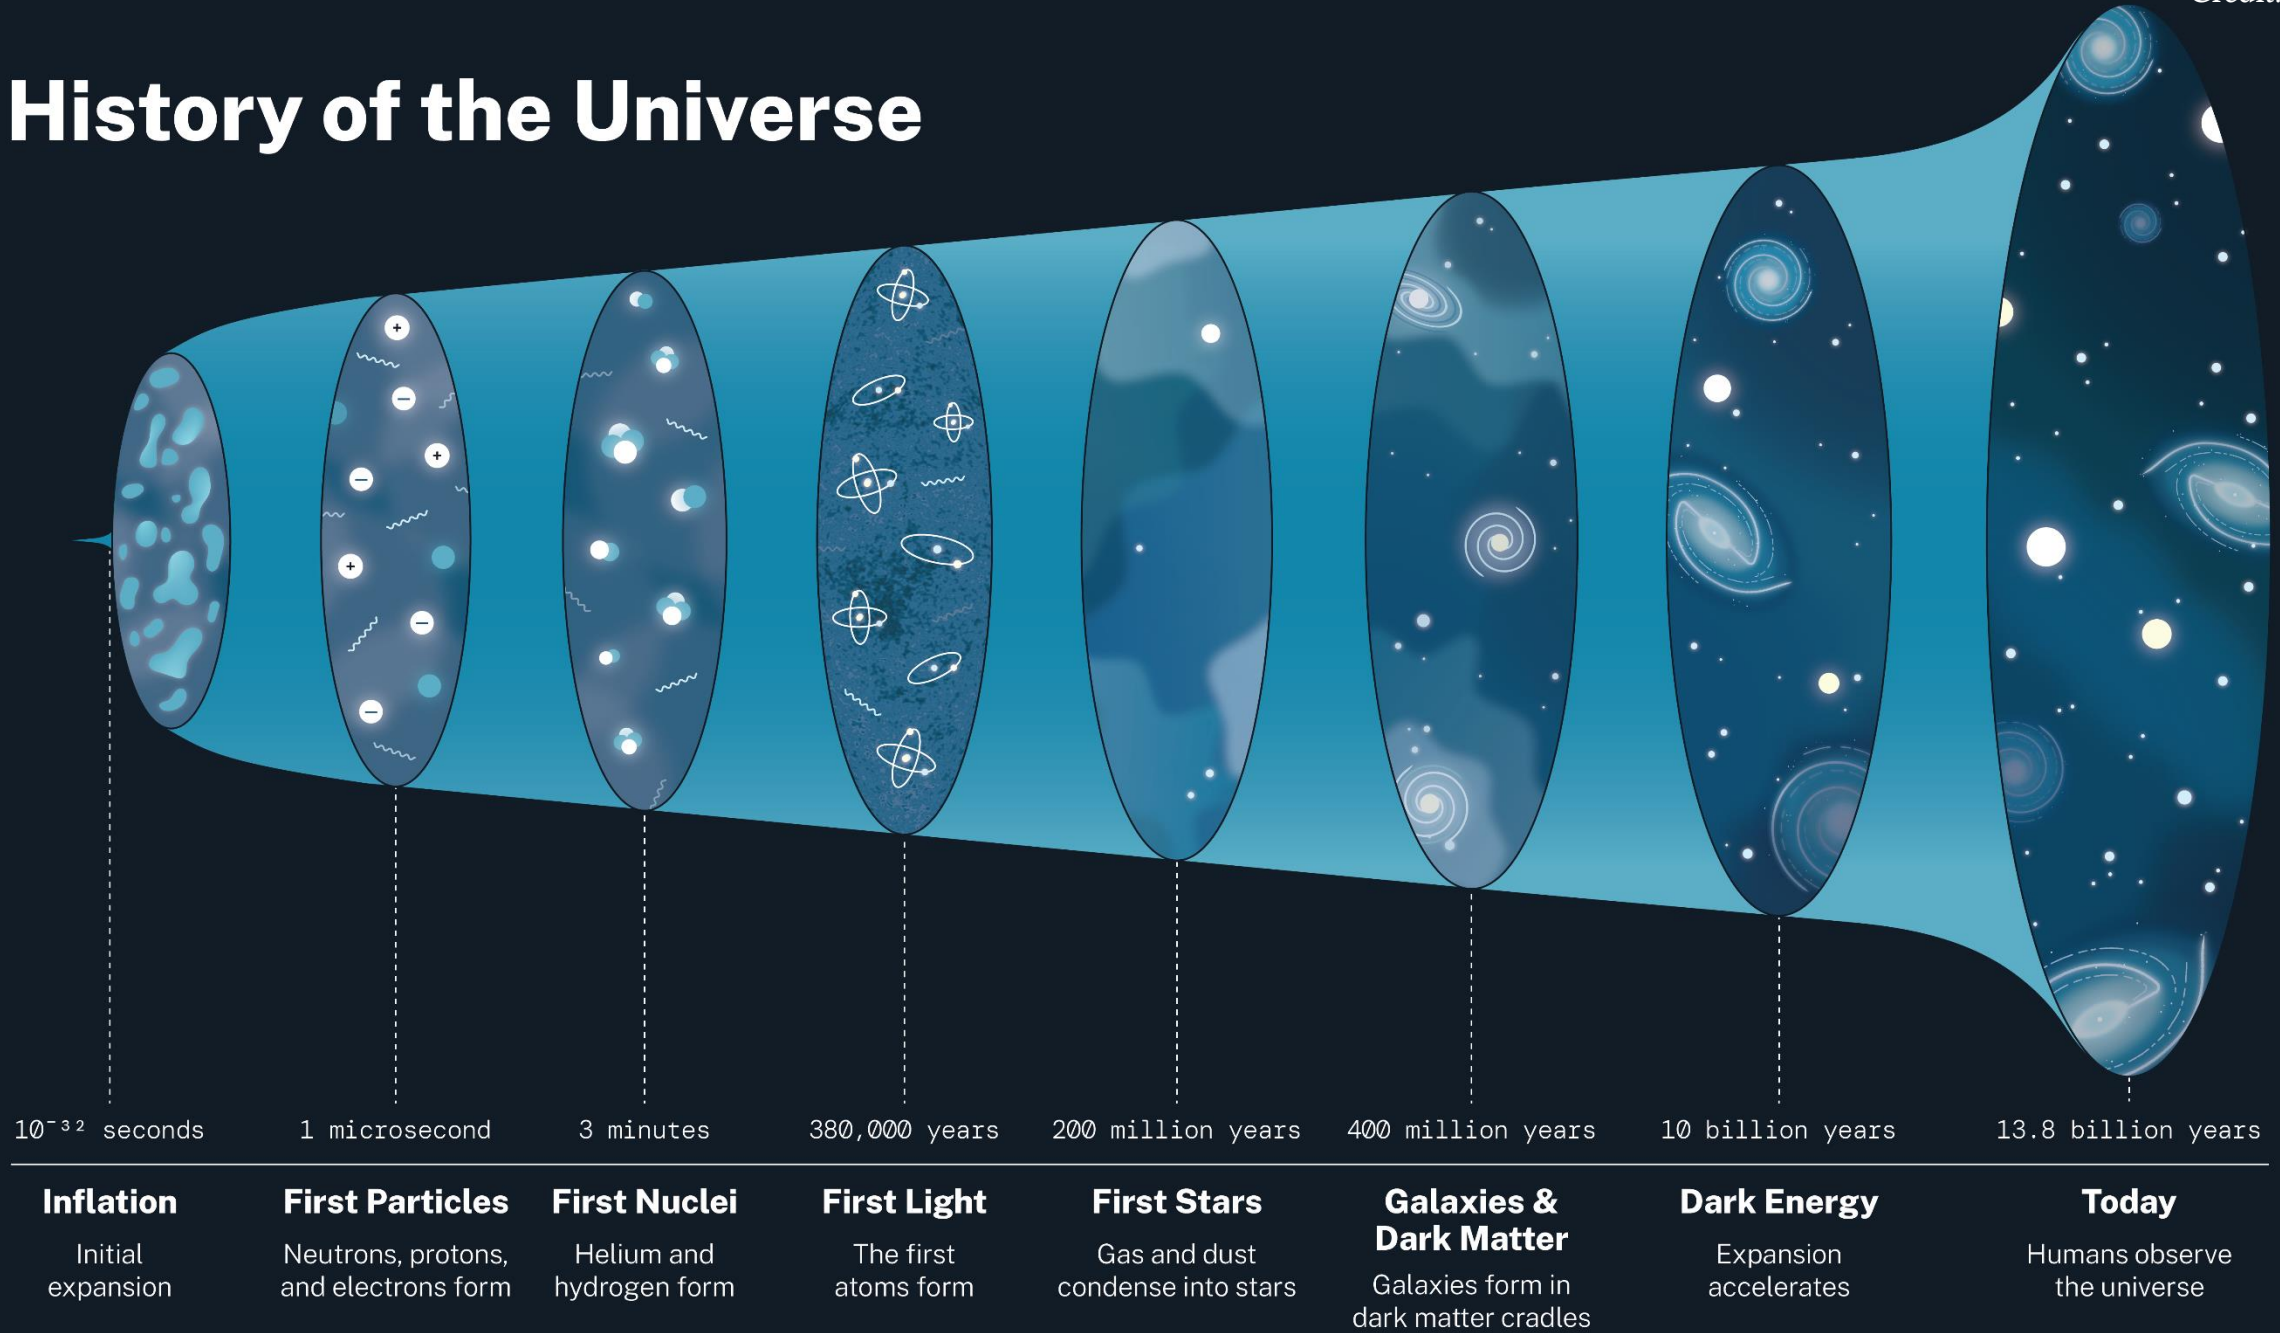 History of the Universe
10⁻³² seconds
1 microsecond
3 minutes
380,000 years
200 million years
400 million years
10 billion years
13.8 billion years
Inflation
Initial
expansion
First Particles
Neutrons, protons,
and electrons form
First Nuclei
Helium and
hydrogen form
First Light
The first
atoms form
First Stars
Gas and dust
condense into stars
Galaxies &
Dark Matter
Galaxies form in
dark matter cradles
Dark Energy
Expansion
accelerates
Today
Humans observe
the universe